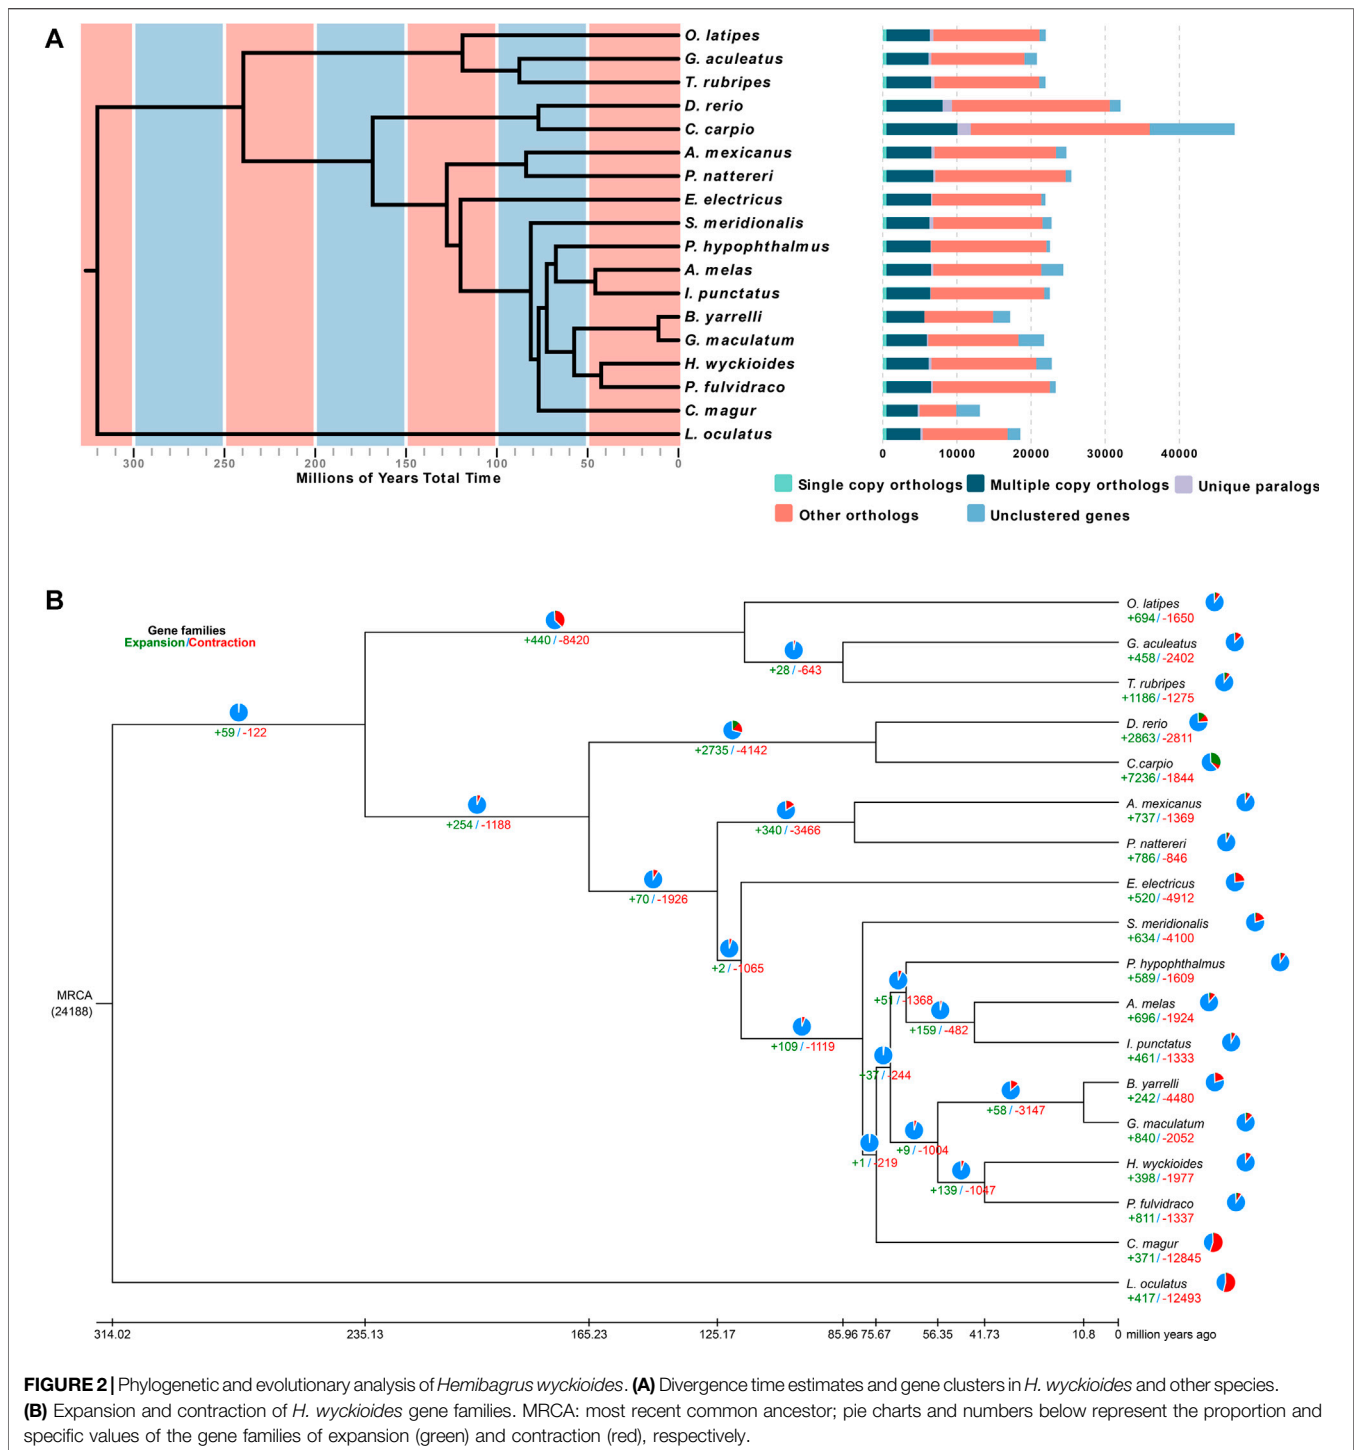 A
O. latipes
G. aculeatus
T. rubripes
D. rerio
C. carpio
A. mexicanus
P. nattereri
E. electricus
S. meridionalis
P. hypophthalmus
A. melas
I. punctatus
B. yarrelli
G. maculatum
H. wyckioides
P. fulvidraco
C. magur
L. oculatus
300 250 200 150 100 50 0
Millions of Years Total Time
0 10000 20000 30000 40000
Single copy orthologs Multiple copy orthologs Unique paralogs
Other orthologs Unclustered genes
B
Gene families
Expansion/Contraction
O. latipes
+694/-1650
+440/-8420
G. aculeatus
+458/-2402
+28/-643
T. rubripes
+1186/-1275
+59/-122
D. rerio
+2863/-2811
+2735/-4142
C.carpio
+7236/-1844
A. mexicanus
+737/-1369
+254/-1188
+340/-3466
P. nattereri
+786/-846
E. electricus
+520/-4912
+70/-1926
S. meridionalis
+634/-4100
+2/-1065
P. hypophthalmus
+589/-1609
MRCA
(24188)
+51/-1368
A. melas
+696/-1924
+159/-482
I. punctatus
+461/-1333
+109/-1119
+37/-244
B. yarrelli
+242/-4480
+58/-3147
G. maculatum
+840/-2052
+9/-1004
H. wyckioides
+398/-1977
+1/-219
+139/-1047
P. fulvidraco
+811/-1337
C. magur
+371/-12845
L. oculatus
+417/-12493
314.02 235.13 165.23 125.17 85.96 75.67 56.35 41.73 10.8 0 million years ago
FIGURE 2 | Phylogenetic and evolutionary analysis of Hemibagrus wyckioides. (A) Divergence time estimates and gene clusters in H. wyckioides and other species.
(B) Expansion and contraction of H. wyckioides gene families. MRCA: most recent common ancestor; pie charts and numbers below represent the proportion and
specific values of the gene families of expansion (green) and contraction (red), respectively.